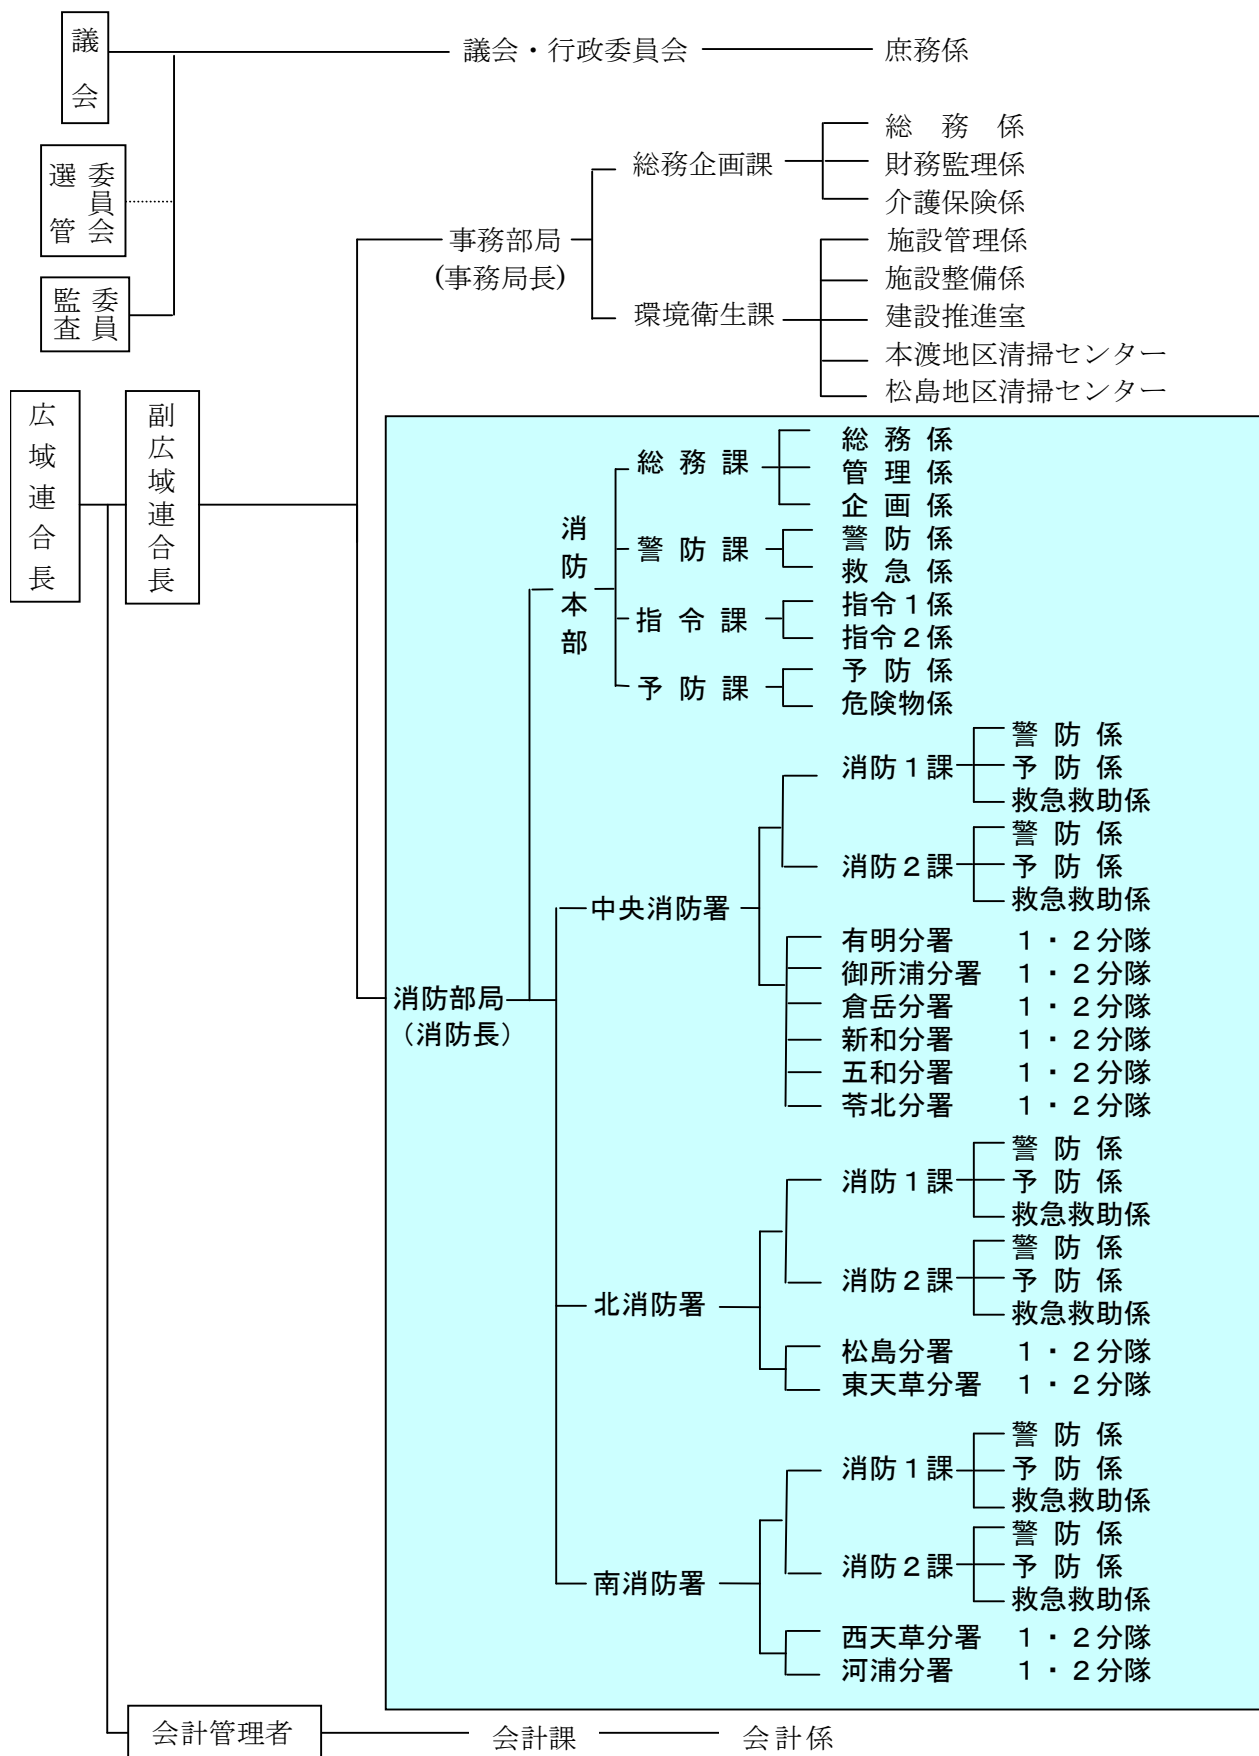 議会
議会・行政委員会
庶務係
選管委員会
監査委員
広域連合長
副広域連合長
事務部局
(事務局長)
総務企画課
総　務　係
財務監理係
介護保険係
環境衛生課
施設管理係
施設整備係
建設推進室
本渡地区清掃センター
松島地区清掃センター
消防部局
（消防長）
消防本部
総 務 課
総 務 係
管 理 係
企 画 係
警 防 課
警 防 係
救 急 係
指 令 課
指令１係
指令２係
予 防 課
予 防 係
危険物係
中央消防署
消防１課
警 防 係
予 防 係
救急救助係
消防２課
警 防 係
予 防 係
救急救助係
有明分署　１・２分隊
御所浦分署　１・２分隊
倉岳分署　１・２分隊
新和分署　１・２分隊
五和分署　１・２分隊
苓北分署　１・２分隊
北消防署
消防１課
警 防 係
予 防 係
救急救助係
消防２課
警 防 係
予 防 係
救急救助係
松島分署　１・２分隊
東天草分署　１・２分隊
南消防署
消防１課
警 防 係
予 防 係
救急救助係
消防２課
警 防 係
予 防 係
救急救助係
西天草分署　１・２分隊
河浦分署　１・２分隊
会計管理者
会計課
会計係